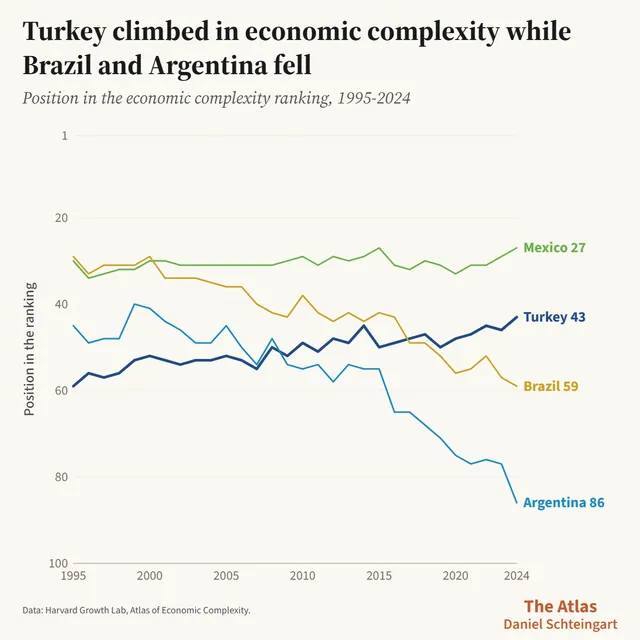 Turkey climbed in economic complexity while
Brazil and Argentina fell
Position in the economic complexity ranking, 1995-2024
Position in the ranking
1
20
40
60
80
100
Mexico 27
Turkey 43
Brazil 59
Argentina 86
1995
2000
2005
2010
2015
2020
2024
Data: Harvard Growth Lab, Atlas of Economic Complexity.
The Atlas
Daniel Schteingart